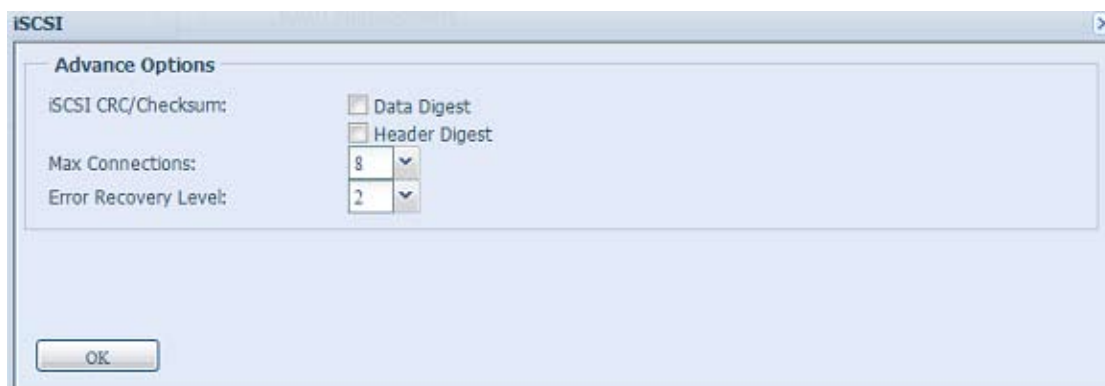 iSCSI
Advance Options
iSCSI CRC/Checksum:
Data Digest
Header Digest
Max Connections: 8
Error Recovery Level: 2
OK